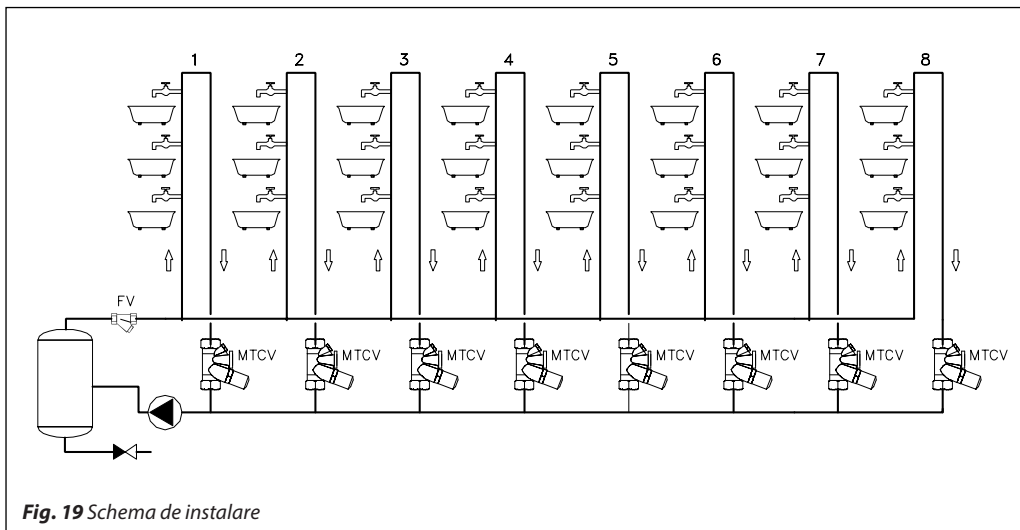 1 2 3 4 5 6 7 8
FV
MTCV MTCV MTCV MTCV MTCV MTCV MTCV MTCV
Fig. 19 Schema de instalare